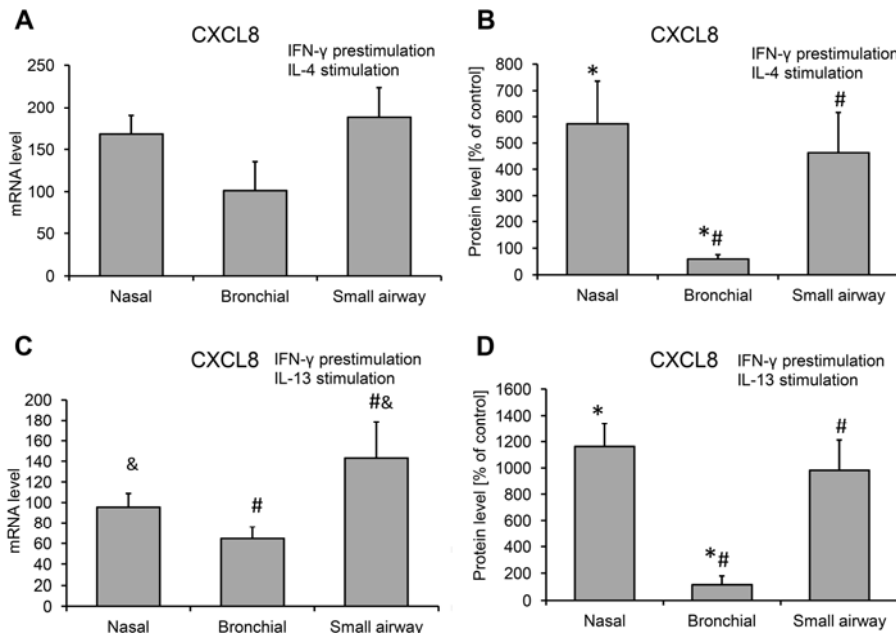 A
CXCL8
IFN-γ prestimulation
IL-4 stimulation
mRNA level
250
200
150
100
50
0
Nasal Bronchial Small airway
B
CXCL8
IFN-γ prestimulation
IL-4 stimulation
Protein level [% of control]
800
700
600
500
400
300
200
100
0
*
*#
#
Nasal Bronchial Small airway
C
CXCL8
IFN-γ prestimulation
IL-13 stimulation
mRNA level
200
180
160
140
120
100
80
60
40
20
0
&
#
#&
Nasal Bronchial Small airway
D
CXCL8
IFN-γ prestimulation
IL-13 stimulation
Protein level [% of control]
1600
1400
1200
1000
800
600
400
200
0
*
*#
#
Nasal Bronchial Small airway